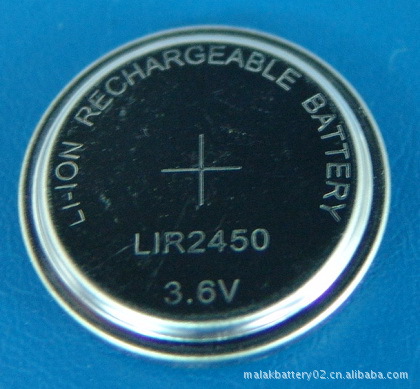 LI-ION RECHARGEABLE BATTERY
+
LIR2450
3.6V
malakbattery02.cn.alibaba.com